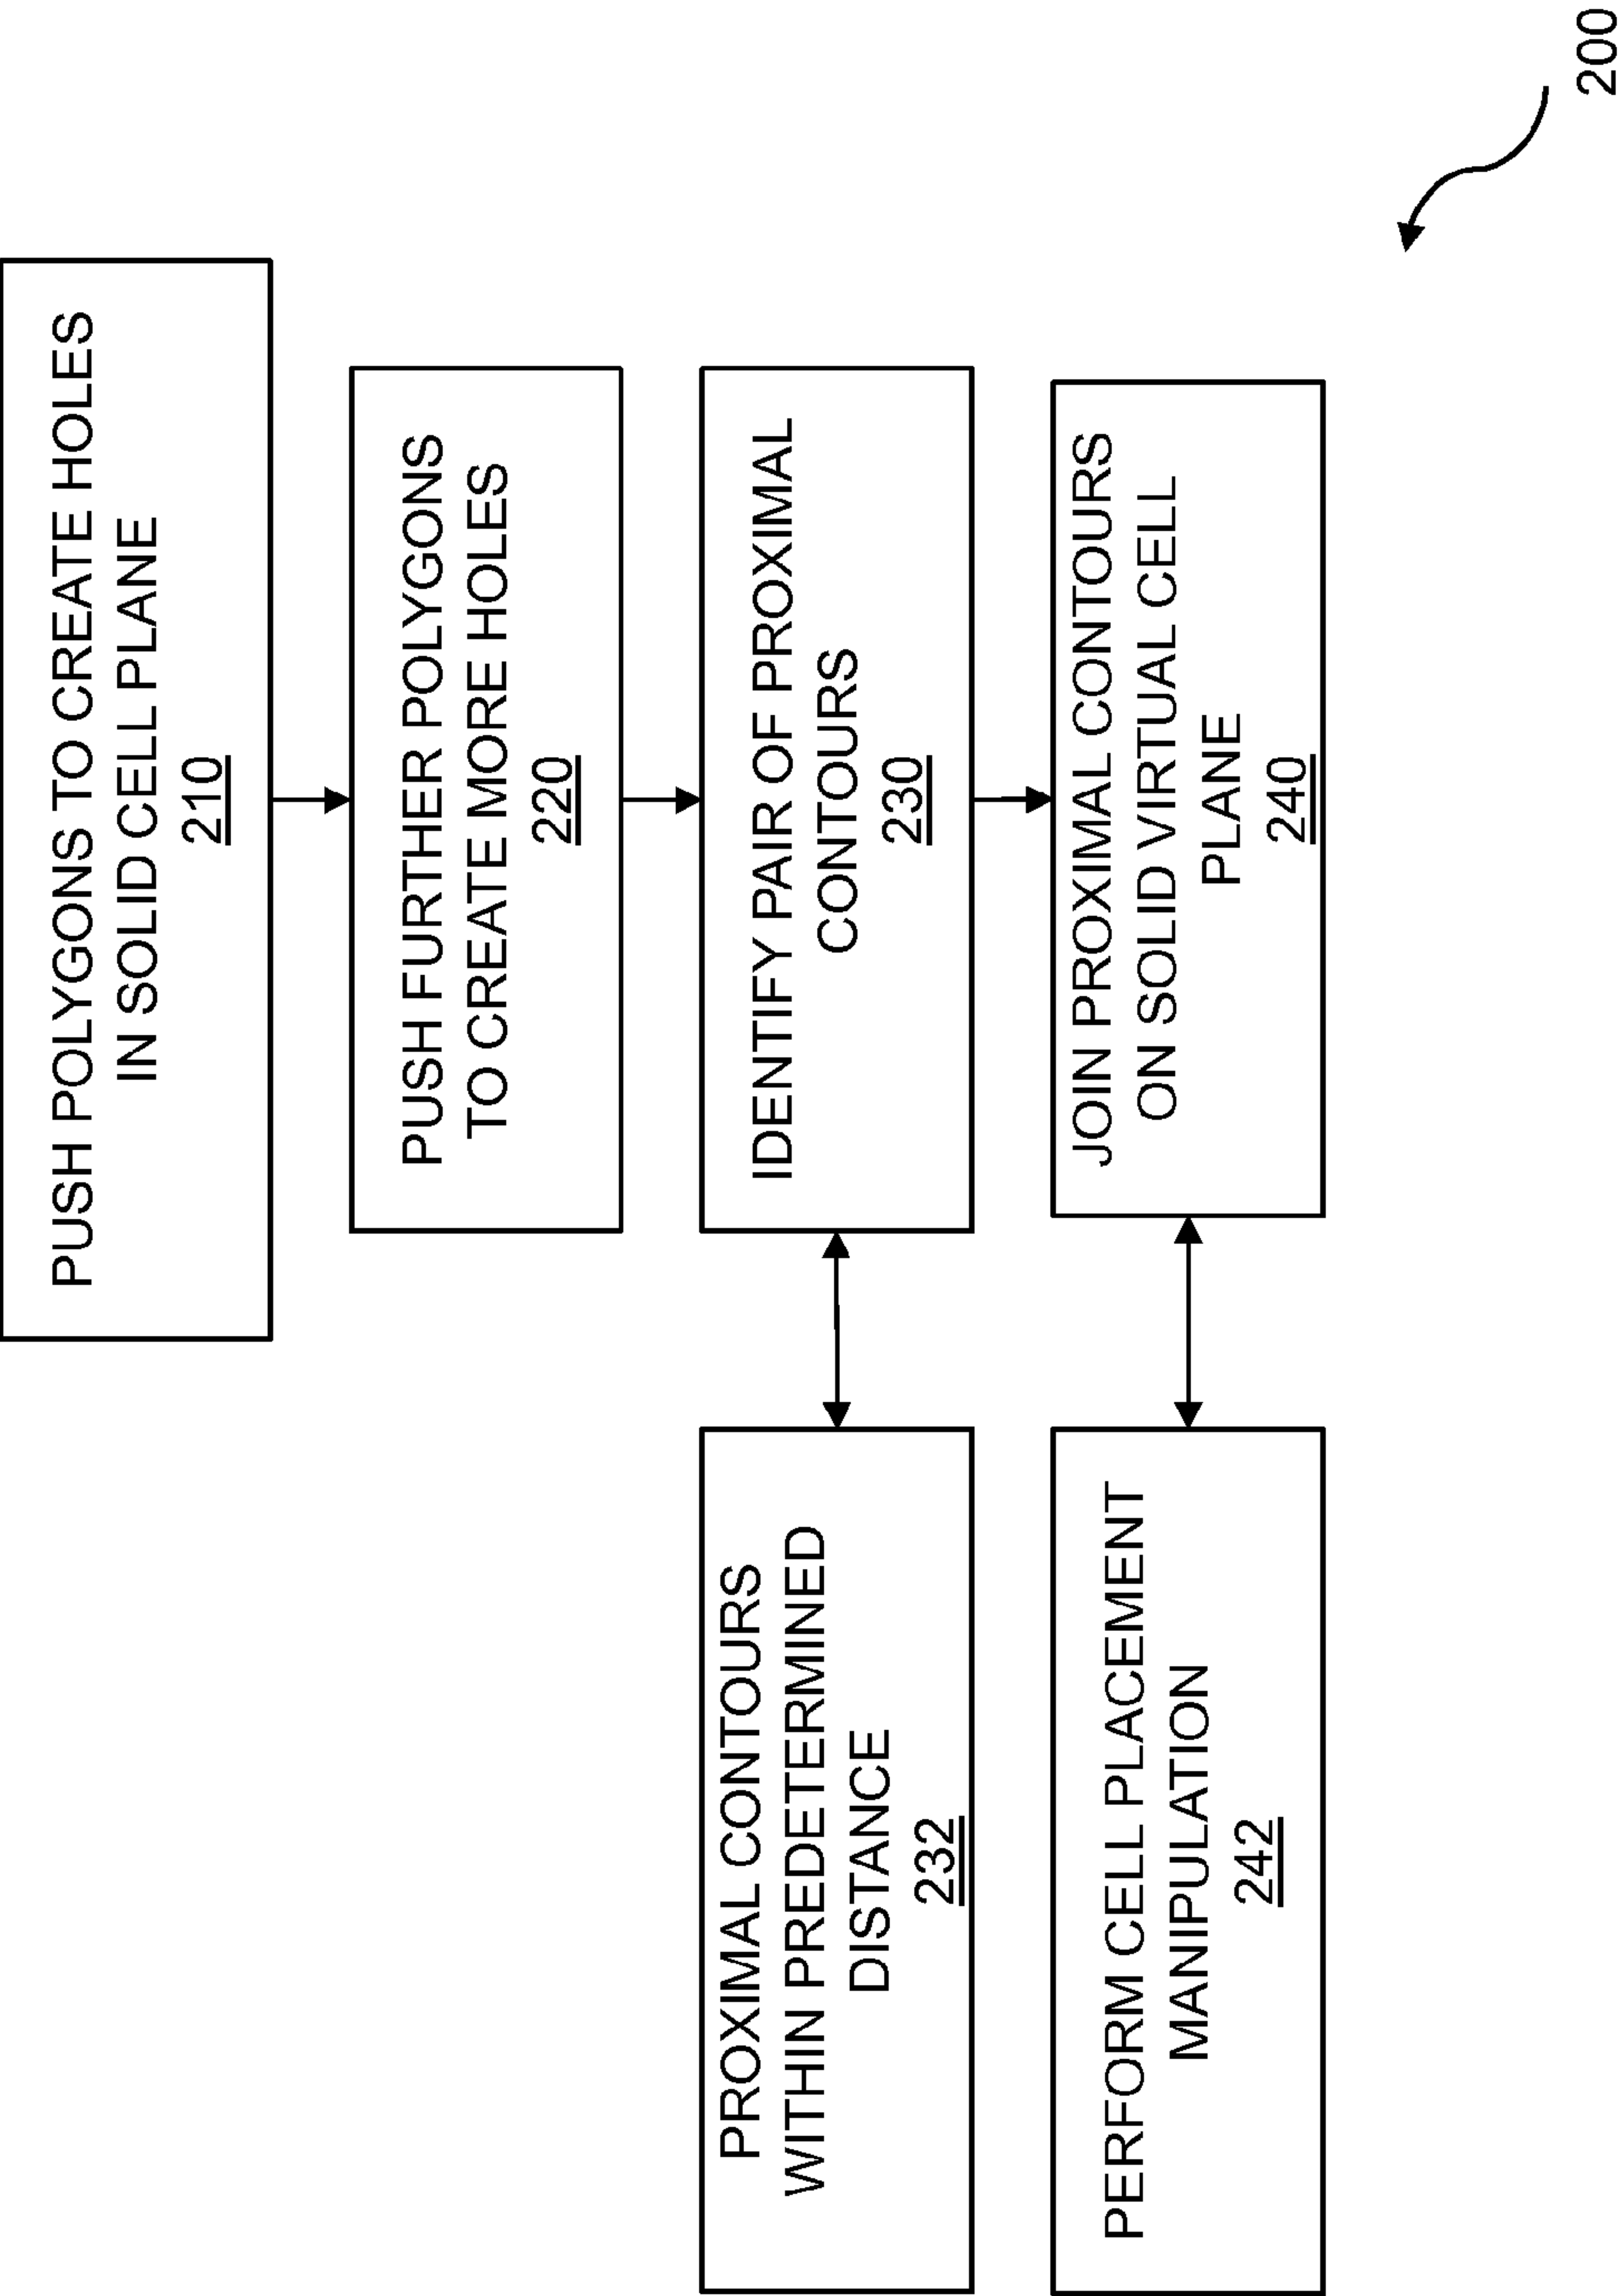 PUSH POLYGONS TO CREATE HOLES
IN SOLID CELL PLANE
210
PUSH FURTHER POLYGONS
TO CREATE MORE HOLES
220
IDENTIFY PAIR OF PROXIMAL
CONTOURS
230
PROXIMAL CONTOURS
WITHIN PREDETERMINED
DISTANCE
232
JOIN PROXIMAL CONTOURS
ON SOLID VIRTUAL CELL
PLANE
240
PERFORM CELL PLACEMENT
MANIPULATION
242
200